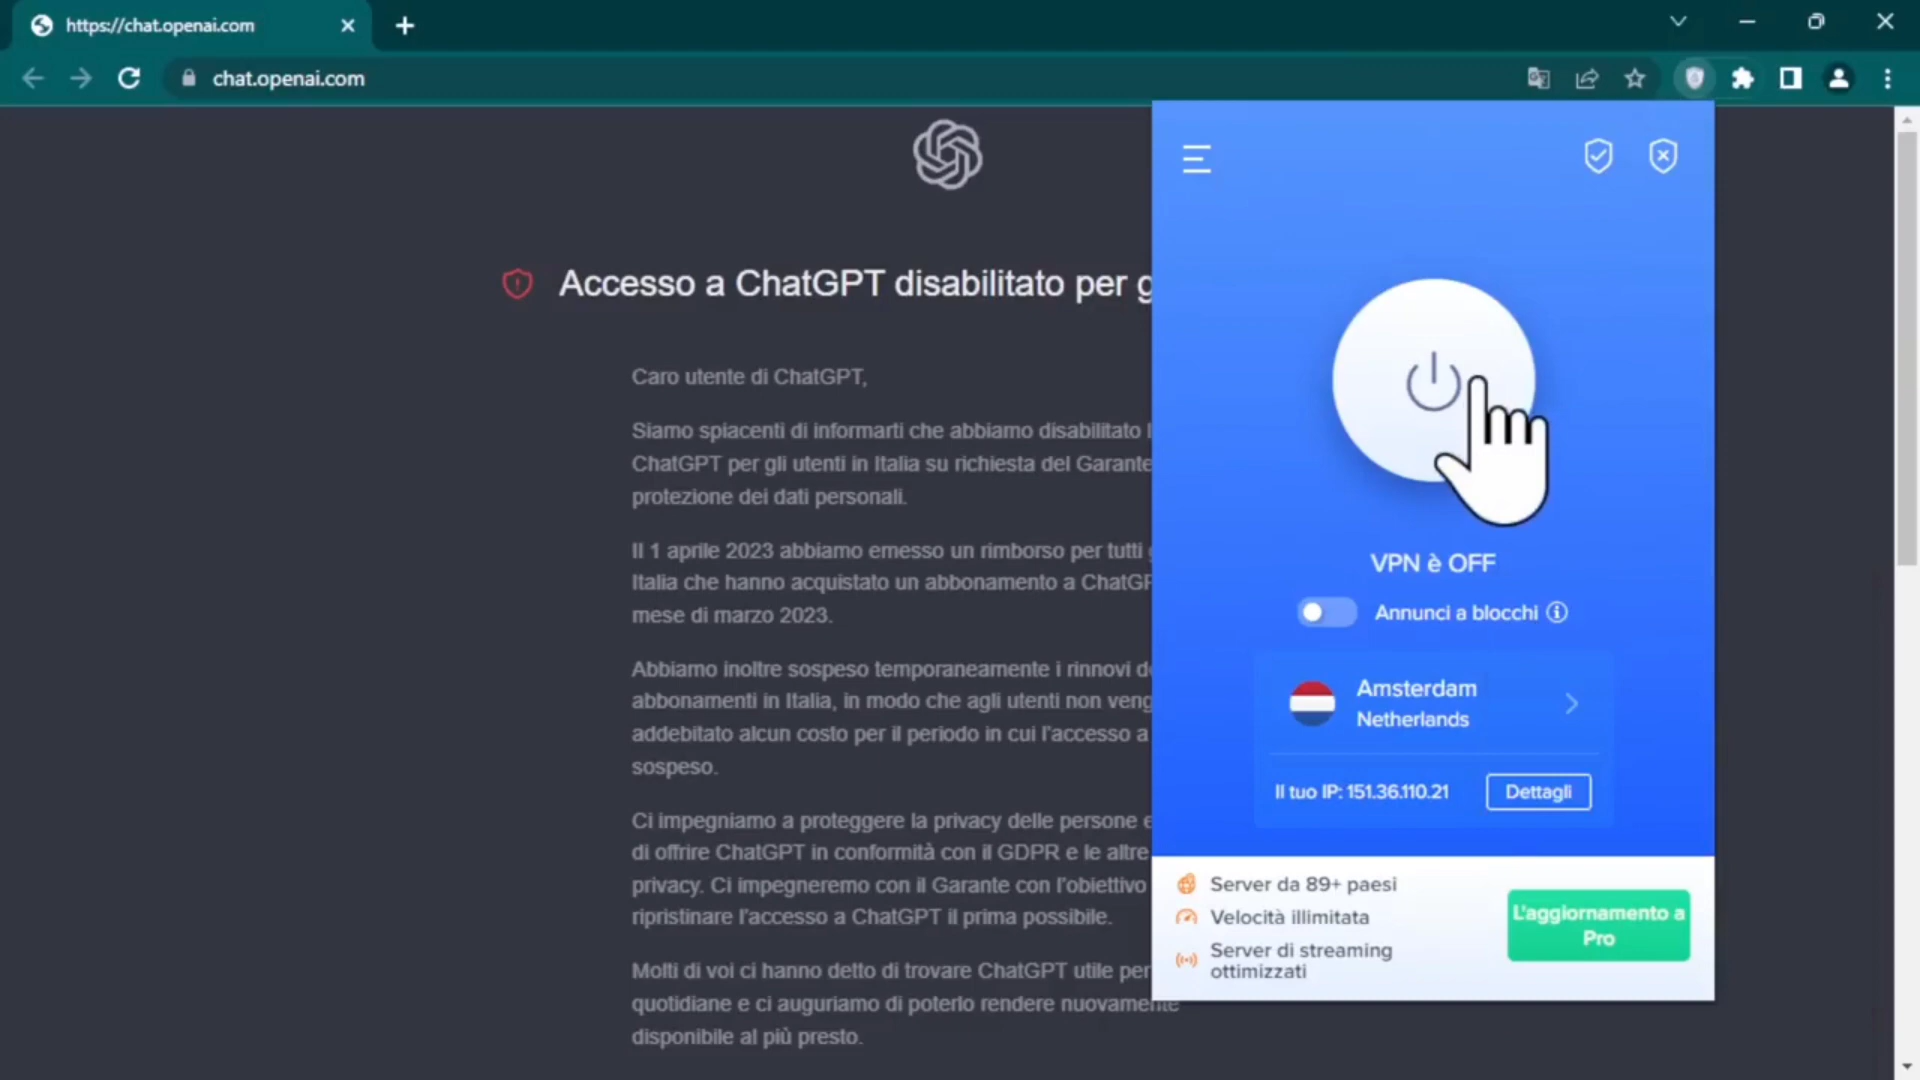 https://chat.openai.com
chat.openai.com
Accesso a ChatGPT disabilitato per g
Caro utente di ChatGPT,
Siamo spiacenti di informarti che abbiamo disabilitato
ChatGPT per gli utenti in Italia su richiesta del Garante
protezione dei dati personali.
Il 1 aprile 2023 abbiamo emesso un rimborso per tutti
Italia che hanno acquistato un abbonamento a ChatGP
mese di marzo 2023.
Abbiamo inoltre sospeso temporaneamente i rinnovi de
abbonamenti in Italia, in modo che agli utenti non veng
addebitato alcun costo per il periodo in cui l'accesso a
sospeso.
Ci impegniamo a proteggere la privacy delle persone e
di offrire ChatGPT in conformità con il GDPR e le altre
privacy. Ci impegneremo con il Garante con l'obiettivo
ripristinare l'accesso a ChatGPT il prima possibile.
Molti di voi ci hanno detto di trovare ChatGPT utile per
quotidiane e ci auguriamo di poterlo rendere nuovamente
disponibile al più presto.
VPN è OFF
Annunci a blocchi
Amsterdam
Netherlands
Il tuo IP: 151.36.110.21
Dettagli
Server da 89+ paesi
Velocità illimitata
Server di streaming
ottimizzati
L'aggiornamento a
Pro